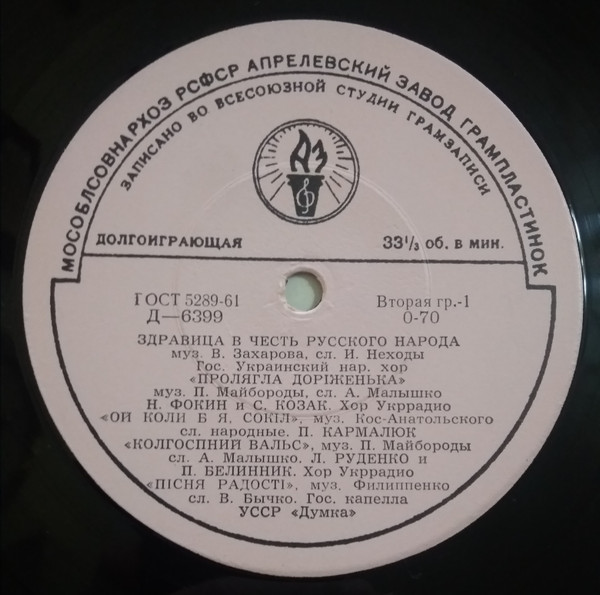 МОСОБЛСОВНАРХОЗ РСФСР АПРЕЛЕВСКИЙ ЗАВОД ГРАМПЛАСТИНОК
ЗАПИСАНО ВО ВСЕСОЮЗНОЙ СТУДИИ ГРАМЗАПИСИ
АЗ
ДОЛГОИГРАЮЩАЯ 33 1/3 об. в мин.
ГОСТ 5289-61 Вторая гр.-1
Д—6399 0-70
ЗДРАВИЦА В ЧЕСТЬ РУССКОГО НАРОДА
муз. В. Захарова, сл. И. Неходы
Гос. Украинский нар. хор
«ПРОЛЯГЛА ДОРІЖЕНЬКА»
муз. П. Майбороды, сл. А. Малышко
Н. ФОКИН и С. КОЗАК. Хор Укррадио
«ОЙ КОЛИ Б Я, СОКІЛ», муз. Кос-Анатольского
сл. народные. П. КАРМАЛЮК
«КОЛГОСПНИЙ ВАЛЬС», муз. П. Майбороды
сл. А. Малышко. Л. РУДЕНКО и
П. БЕЛИННИК. Хор Укррадио
«ПІСНЯ РАДОСТІ», муз. Филиппенко
сл. В. Бычко. Гос. капелла
УССР «Думка»